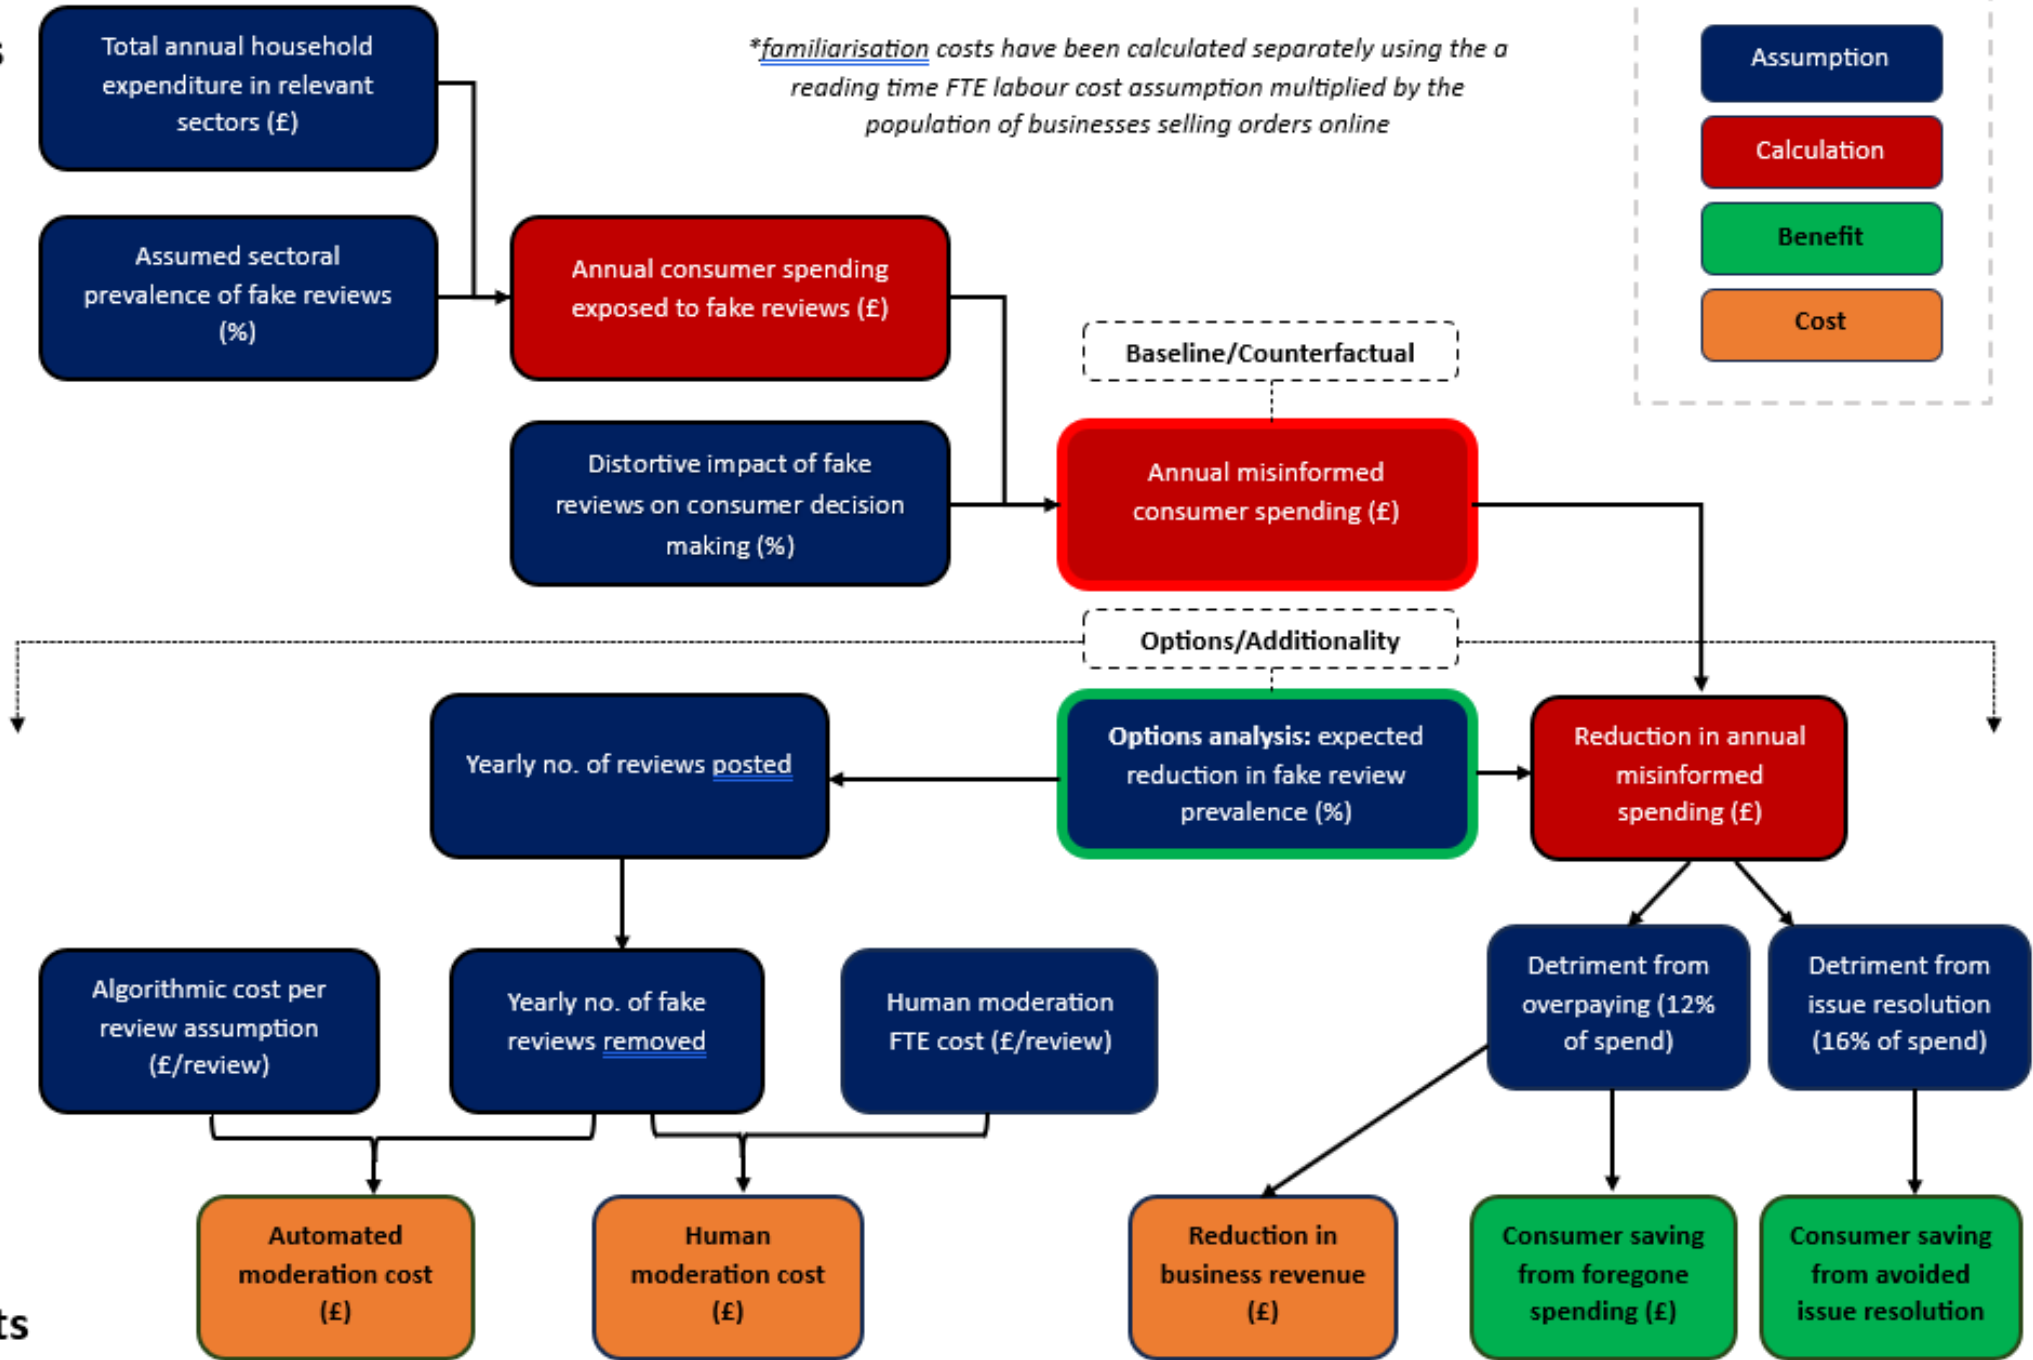 s
Total annual household
expenditure in relevant
sectors (£)
*familiarisation costs have been calculated separately using the a
reading time FTE labour cost assumption multiplied by the
population of businesses selling orders online
Assumption
Calculation
Benefit
Cost
Assumed sectoral
prevalence of fake reviews
(%)
Annual consumer spending
exposed to fake reviews (£)
Baseline/Counterfactual
Distortive impact of fake
reviews on consumer decision
making (%)
Annual misinformed
consumer spending (£)
Options/Additionality
Yearly no. of reviews posted
Options analysis: expected
reduction in fake review
prevalence (%)
Reduction in annual
misinformed
spending (£)
Algorithmic cost per
review assumption
(£/review)
Yearly no. of fake
reviews removed
Human moderation
FTE cost (£/review)
Detriment from
overpaying (12%
of spend)
Detriment from
issue resolution
(16% of spend)
Automated
moderation cost
(£)
Human
moderation cost
(£)
Reduction in
business revenue
(£)
Consumer saving
from foregone
spending (£)
Consumer saving
from avoided
issue resolution
ts